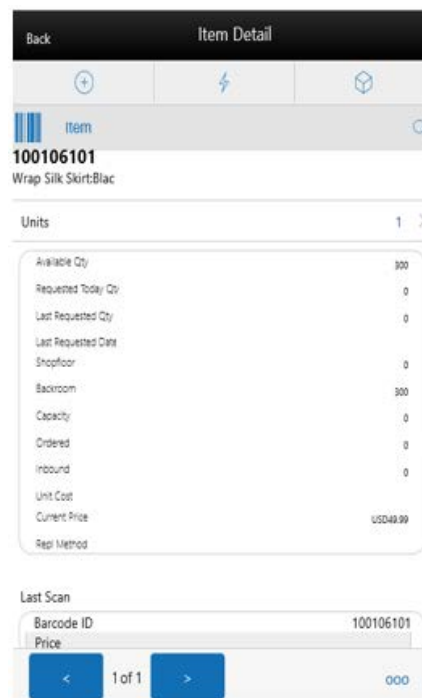 Back Item Detail
Item
100106101
Wrap Silk Skirt:Blac
Units 1
Available Qty 300
Requested Today Qty 0
Last Requested Qty 0
Last Requested Date
Shopfloor 0
Backroom 300
Capacity 0
Ordered 0
Inbound 0
Unit Cost
Current Price USD49.99
Repl Method
Last Scan
Barcode ID 100106101
Price
< 1 of 1 > ooo